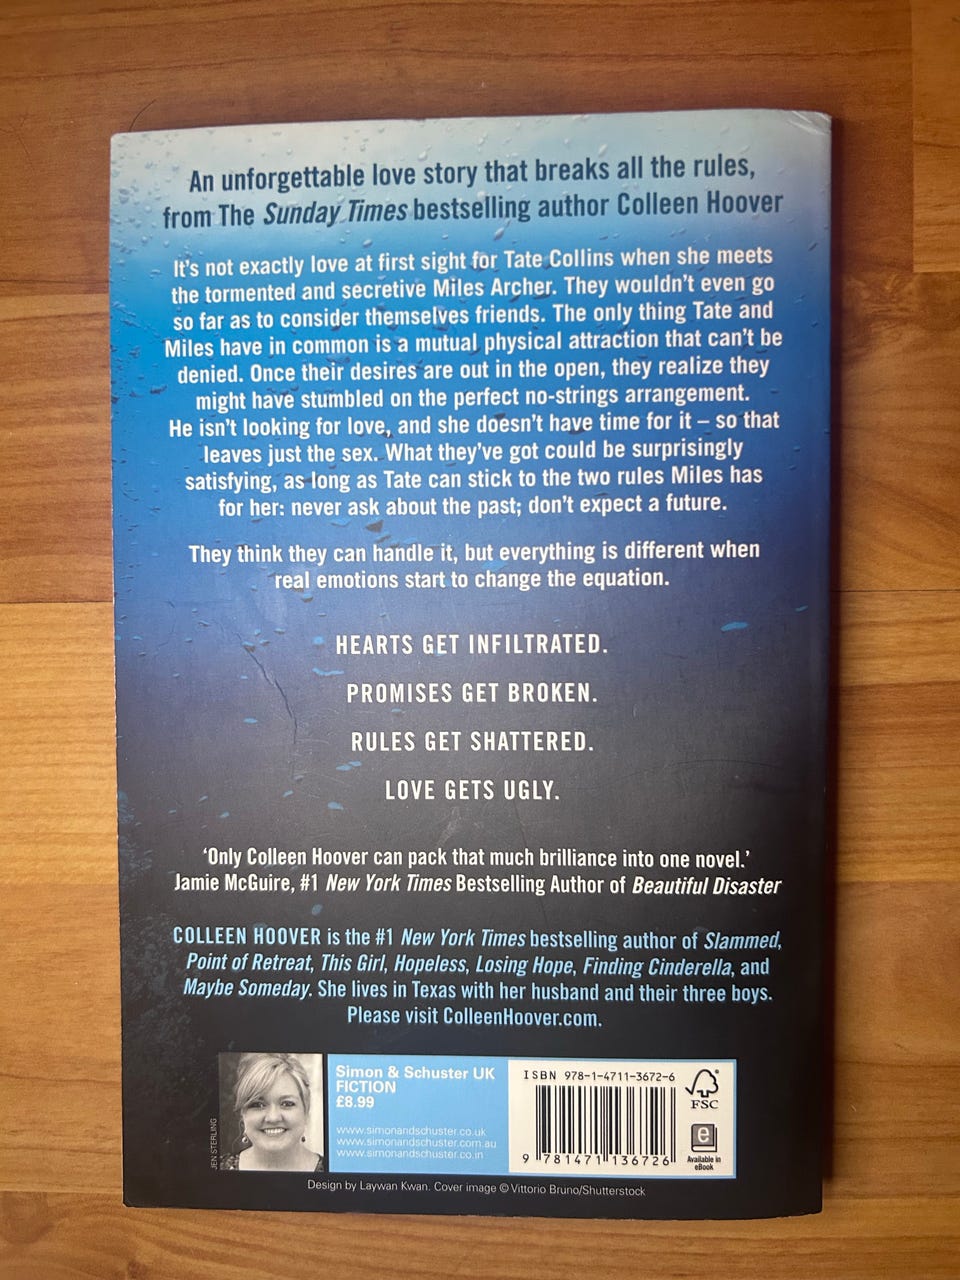 An unforgettable love story that breaks all the rules,
from The Sunday Times bestselling author Colleen Hoover
It's not exactly love at first sight for Tate Collins when she meets
the tormented and secretive Miles Archer. They wouldn't even go
so far as to consider themselves friends. The only thing Tate and
Miles have in common is a mutual physical attraction that can't be
denied. Once their desires are out in the open, they realize they
might have stumbled on the perfect no-strings arrangement.
He isn't looking for love, and she doesn't have time for it – so that
leaves just the sex. What they've got could be surprisingly
satisfying, as long as Tate can stick to the two rules Miles has
for her: never ask about the past; don't expect a future.
They think they can handle it, but everything is different when
real emotions start to change the equation.
HEARTS GET INFILTRATED.
PROMISES GET BROKEN.
RULES GET SHATTERED.
LOVE GETS UGLY.
'Only Colleen Hoover can pack that much brilliance into one novel.'
Jamie McGuire, #1 New York Times Bestselling Author of Beautiful Disaster
COLLEEN HOOVER is the #1 New York Times bestselling author of Slammed,
Point of Retreat, This Girl, Hopeless, Losing Hope, Finding Cinderella, and
Maybe Someday. She lives in Texas with her husband and their three boys.
Please visit ColleenHoover.com.
JEN STERLING
Simon & Schuster UK
FICTION
£8.99
www.simonandschuster.co.uk
www.simonandschuster.com.au
www.simonandschuster.co.in
ISBN 978-1-4711-3672-6
9 781471 136726
FSC
e
Available in
eBook
Design by Laywan Kwan. Cover image © Vittorio Bruno/Shutterstock